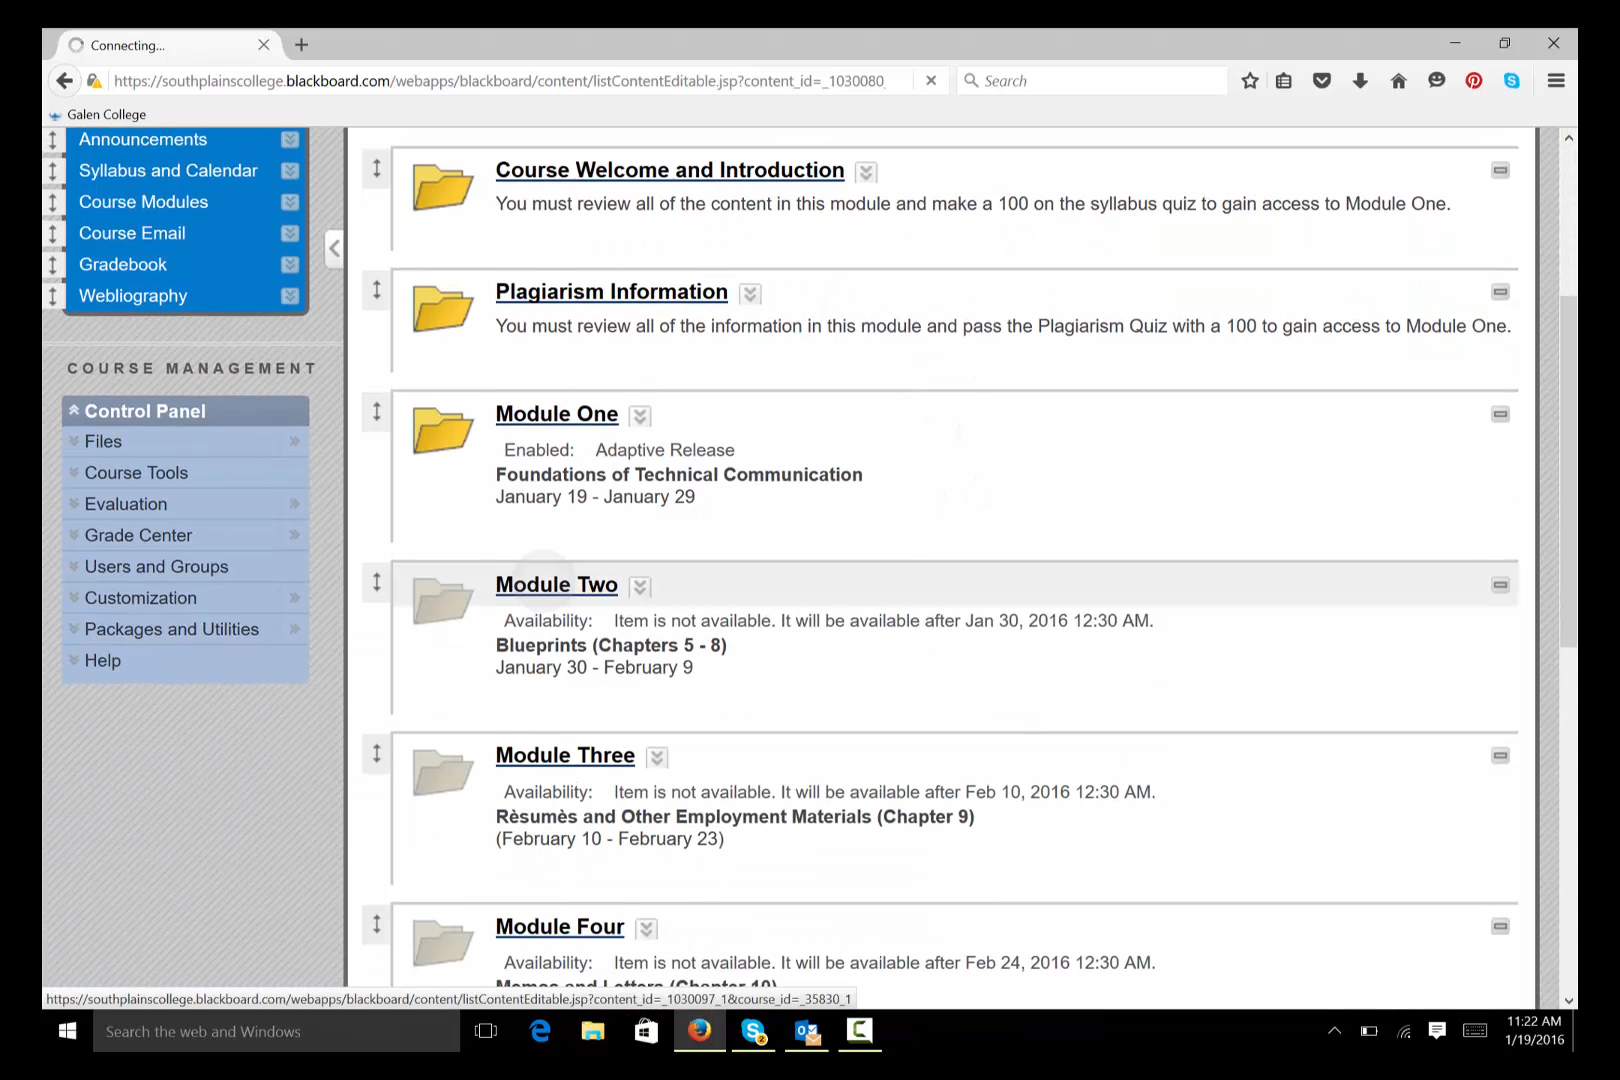 Connecting...
https://southplainscollege.blackboard.com/webapps/blackboard/content/listContentEditable.jsp?content_id=_1030080_
Search
Galen College
Announcements
Syllabus and Calendar
Course Modules
Course Email
Gradebook
Webliography
COURSE MANAGEMENT
Control Panel
Files
Course Tools
Evaluation
Grade Center
Users and Groups
Customization
Packages and Utilities
Help
Course Welcome and Introduction
You must review all of the content in this module and make a 100 on the syllabus quiz to gain access to Module One.
Plagiarism Information
You must review all of the information in this module and pass the Plagiarism Quiz with a 100 to gain access to Module One.
Module One
Enabled: Adaptive Release
Foundations of Technical Communication
January 19 - January 29
Module Two
Availability: Item is not available. It will be available after Jan 30, 2016 12:30 AM.
Blueprints (Chapters 5 - 8)
January 30 - February 9
Module Three
Availability: Item is not available. It will be available after Feb 10, 2016 12:30 AM.
Rèsumès and Other Employment Materials (Chapter 9)
(February 10 - February 23)
Module Four
Availability: Item is not available. It will be available after Feb 24, 2016 12:30 AM.
Memos and Letters (Chapter 10)
https://southplainscollege.blackboard.com/webapps/blackboard/content/listContentEditable.jsp?content_id=_1030097_1&course_id=_35830_1
Search the web and Windows
2
11:22 AM
1/19/2016